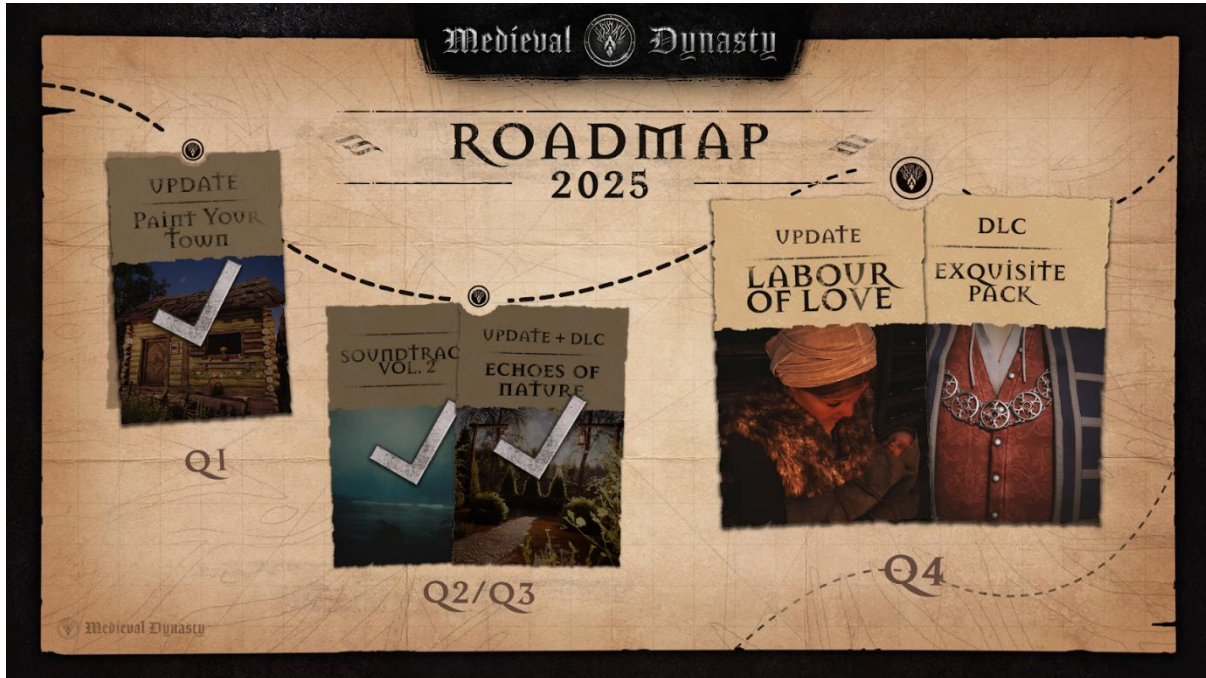 Medieval Dynasty
ROADMAP
2025
UPDATE
PAINT YOUR
TOWN
Q1
SOUNDTRAC
VOL. 2
UPDATE + DLC
ECHOES OF
NATURE
Q2/Q3
UPDATE
LABOUR
OF LOVE
DLC
EXQUISITE
PACK
Q4
Medieval Dynasty